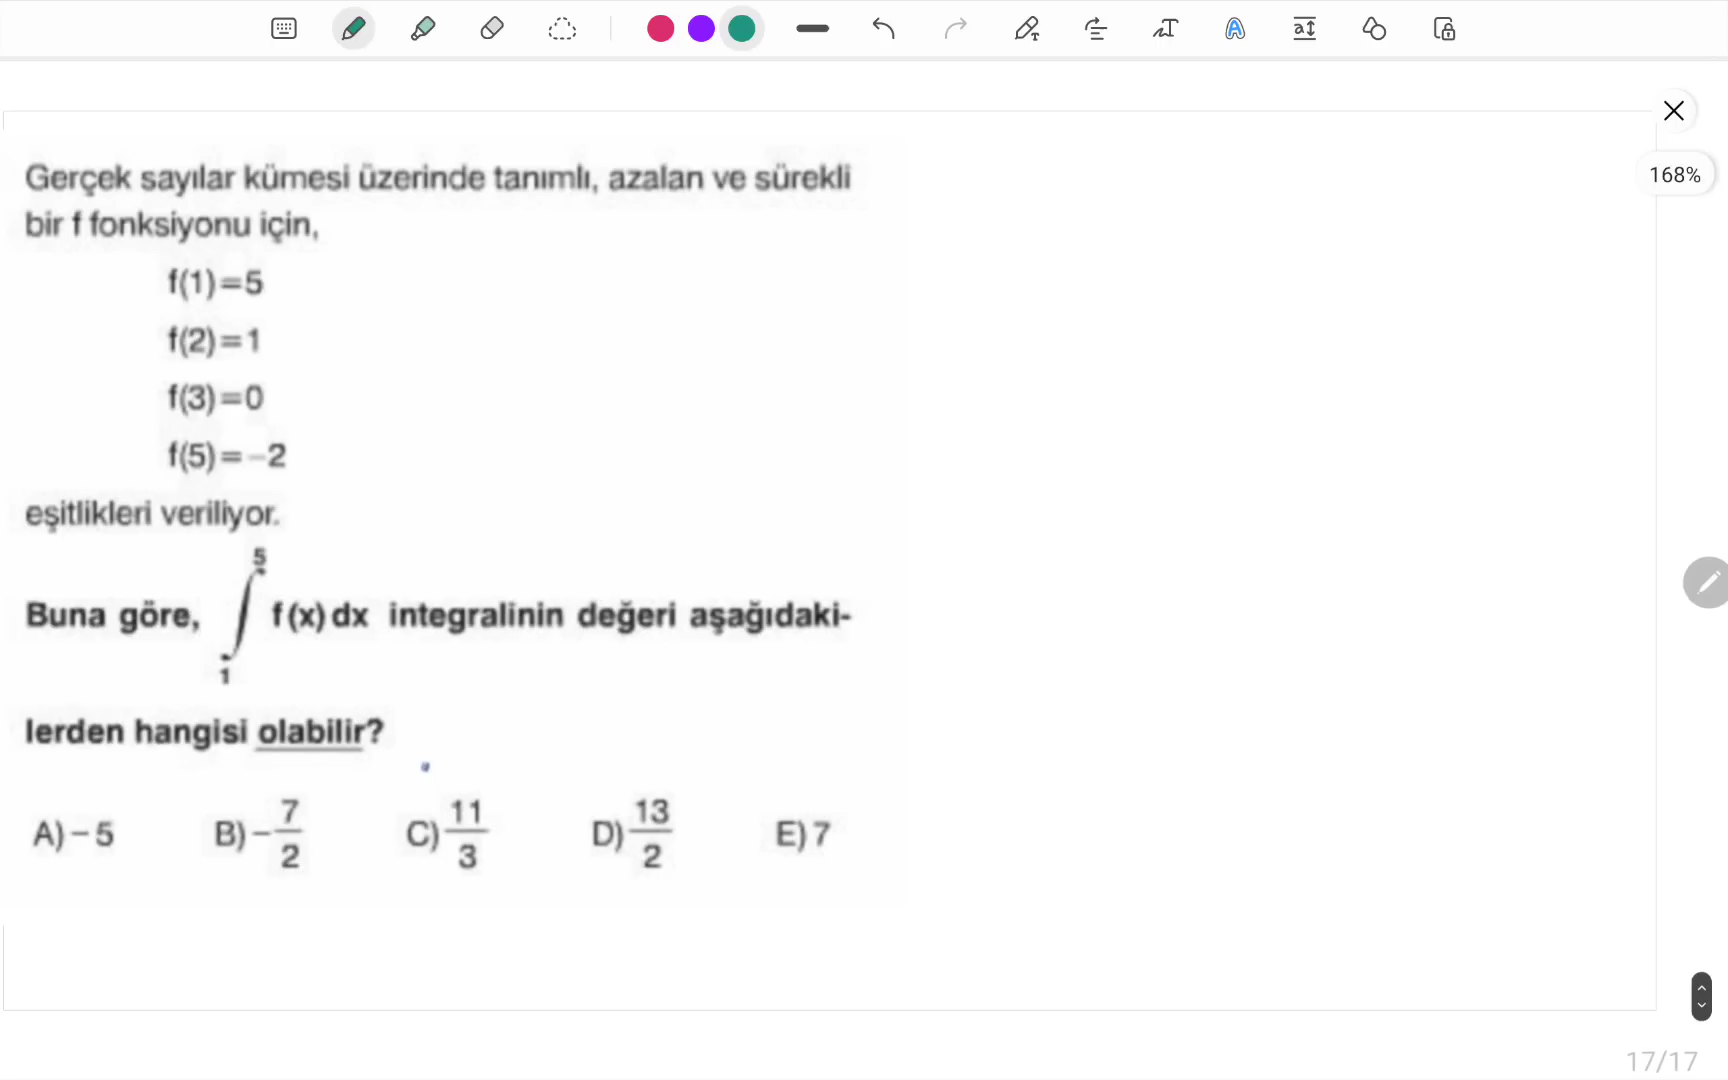 168%
Gerçek sayılar kümesi üzerinde tanımlı, azalan ve sürekli
bir f fonksiyonu için,
f(1)=5
f(2)=1
f(3)=0
f(5)=-2
eşitlikleri veriliyor.
Buna göre, ∫₁⁵ f(x) dx integralinin değeri aşağıdaki-
lerden hangisi olabilir?
A) -5 B) -7/2 C) 11/3 D) 13/2 E) 7
17/17